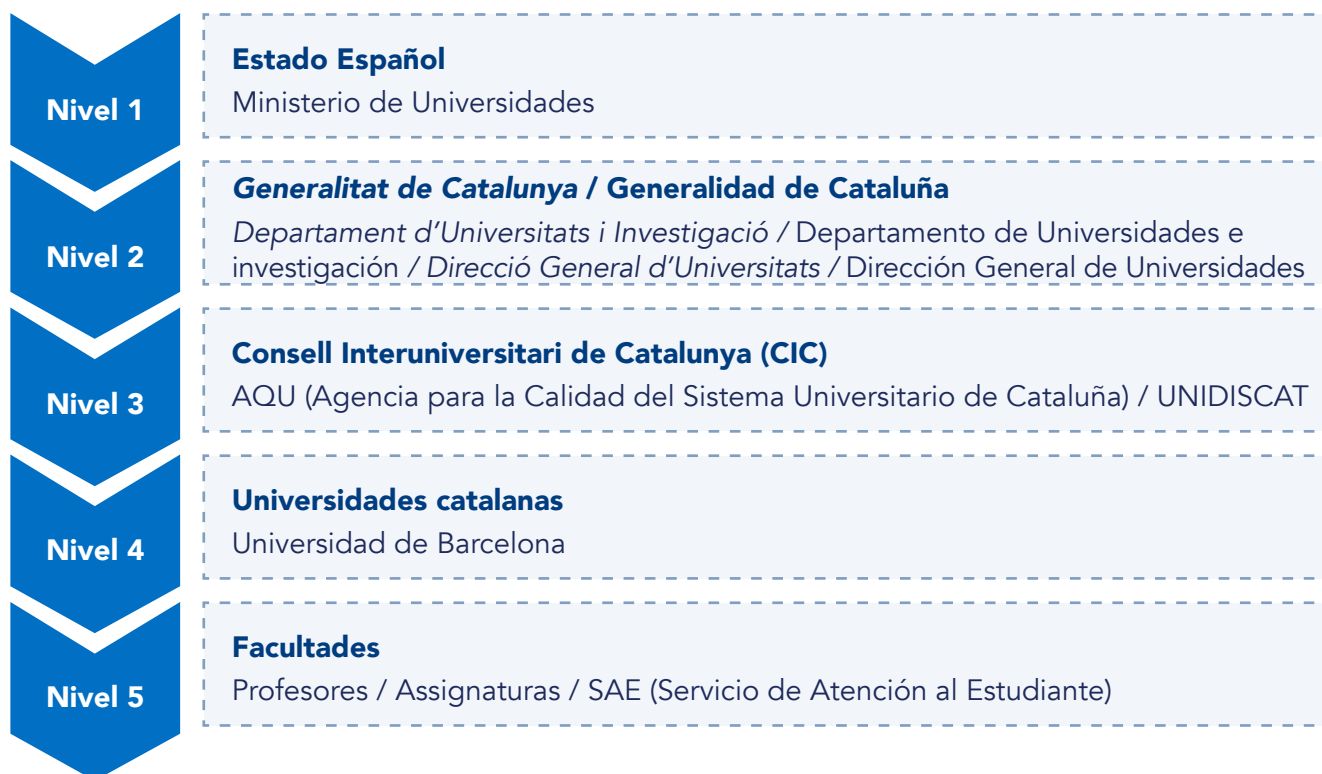 Nivel 1
Estado Español
Ministerio de Universidades
Nivel 2
Generalitat de Catalunya / Generalidad de Cataluña
Departament d'Universitats i Investigació / Departamento de Universidades e
investigación / Direcció General d'Universitats / Dirección General de Universidades
Nivel 3
Consell Interuniversitari de Catalunya (CIC)
AQU (Agencia para la Calidad del Sistema Universitario de Cataluña) / UNIDISCAT
Nivel 4
Universidades catalanas
Universidad de Barcelona
Nivel 5
Facultades
Profesores / Assignaturas / SAE (Servicio de Atención al Estudiante)